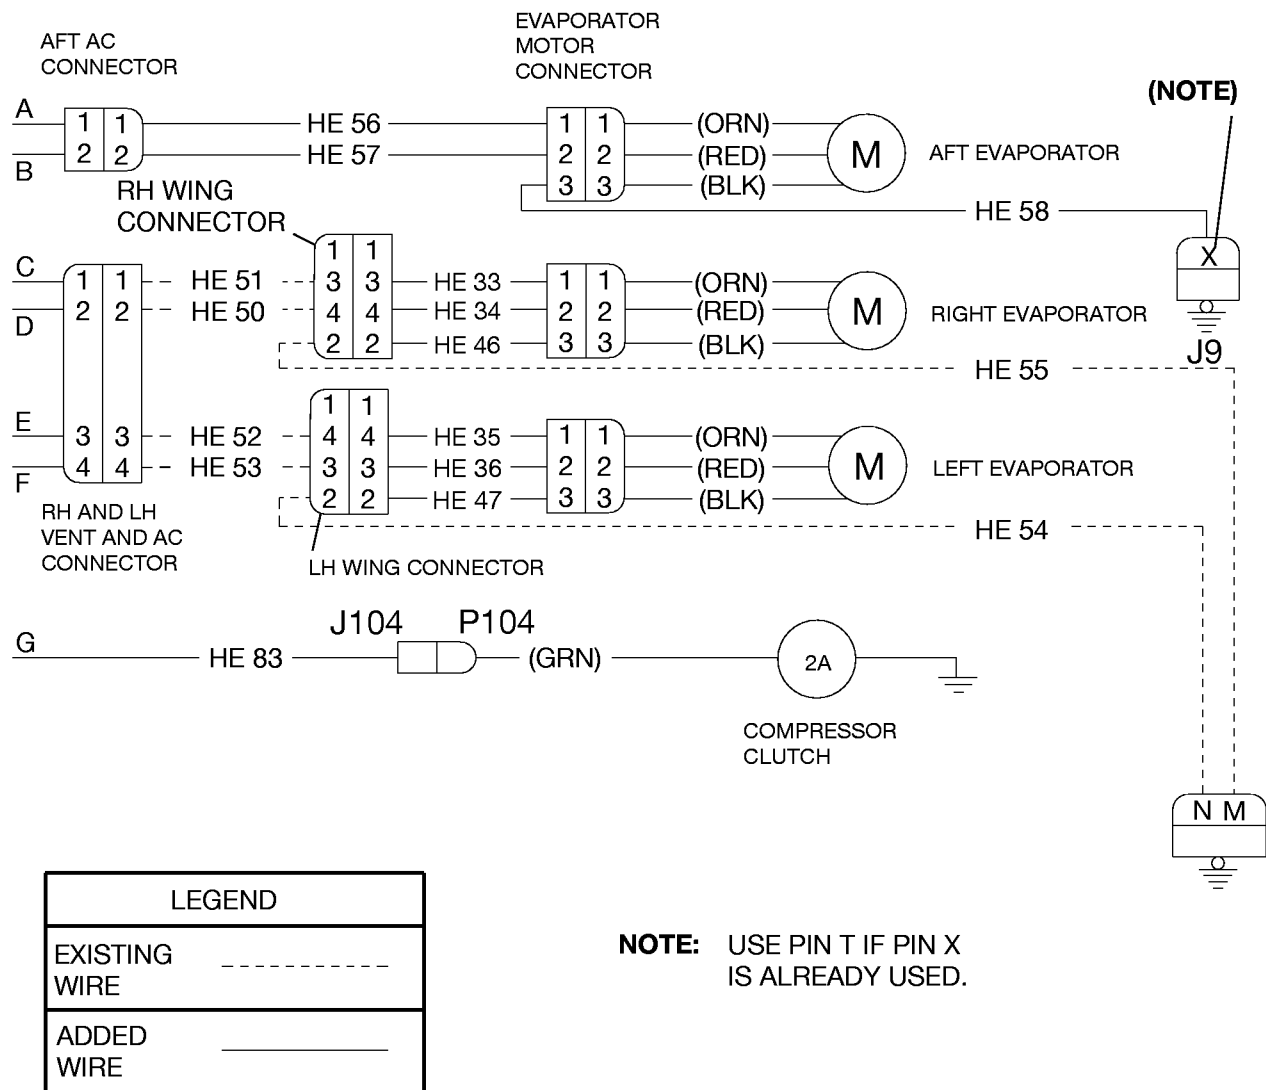 AFT AC
CONNECTOR
EVAPORATOR
MOTOR
CONNECTOR
(NOTE)
A
1 1
HE 56
1 1
(ORN)
B
2 2
HE 57
2 2
(RED)
M
AFT EVAPORATOR
3 3
(BLK)
HE 58
X
J9
RH WING
CONNECTOR
1 1
C
1 1
HE 51
3 3
HE 33
1 1
(ORN)
D
2 2
HE 50
4 4
HE 34
2 2
(RED)
M
RIGHT EVAPORATOR
2 2
HE 46
3 3
(BLK)
HE 55
1 1
E
3 3
HE 52
4 4
HE 35
1 1
(ORN)
F
4 4
HE 53
3 3
HE 36
2 2
(RED)
M
LEFT EVAPORATOR
2 2
HE 47
3 3
(BLK)
HE 54
RH AND LH
VENT AND AC
CONNECTOR
LH WING CONNECTOR
J104 P104
G
HE 83
(GRN)
2A
COMPRESSOR
CLUTCH
N M
LEGEND
EXISTING
WIRE
ADDED
WIRE
NOTE: USE PIN T IF PIN X
IS ALREADY USED.